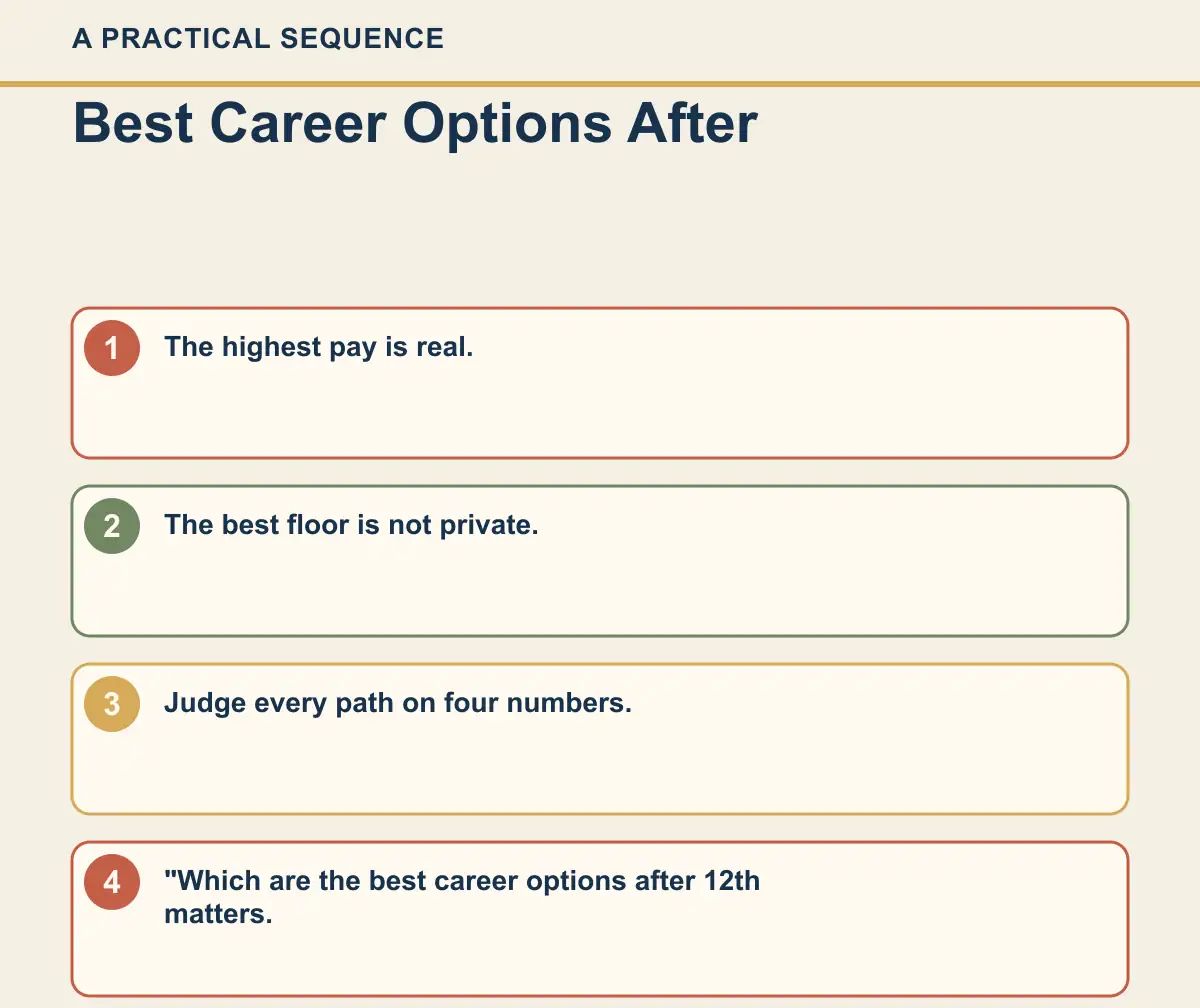 A PRACTICAL SEQUENCE
Best Career Options After
1 The highest pay is real.
2 The best floor is not private.
3 Judge every path on four numbers.
4 "Which are the best career options after 12th
matters.